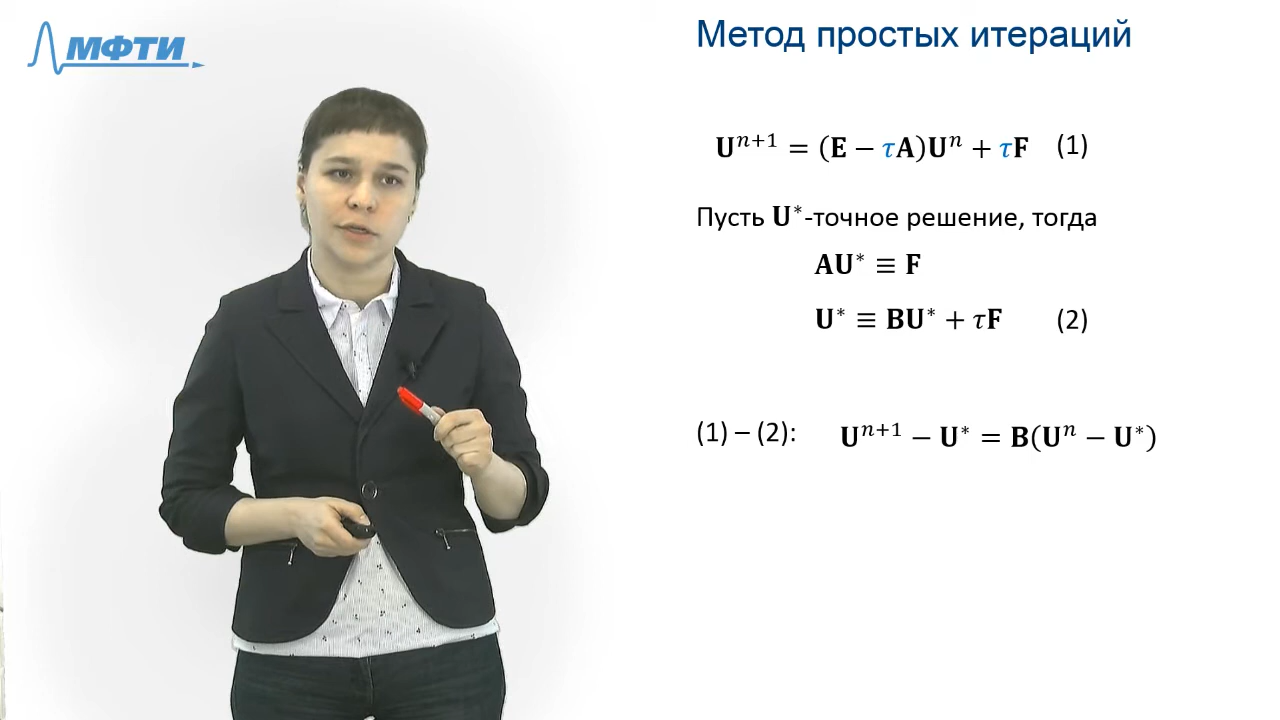 МФТИ
Метод простых итераций
𝐔ⁿ⁺¹ = (𝐄 − τ𝐀)𝐔ⁿ + τ𝐅 (1)
Пусть 𝐔*-точное решение, тогда
𝐀𝐔* ≡ 𝐅
𝐔* ≡ 𝐁𝐔* + τ𝐅 (2)
(1) – (2): 𝐔ⁿ⁺¹ − 𝐔* = 𝐁(𝐔ⁿ − 𝐔*)